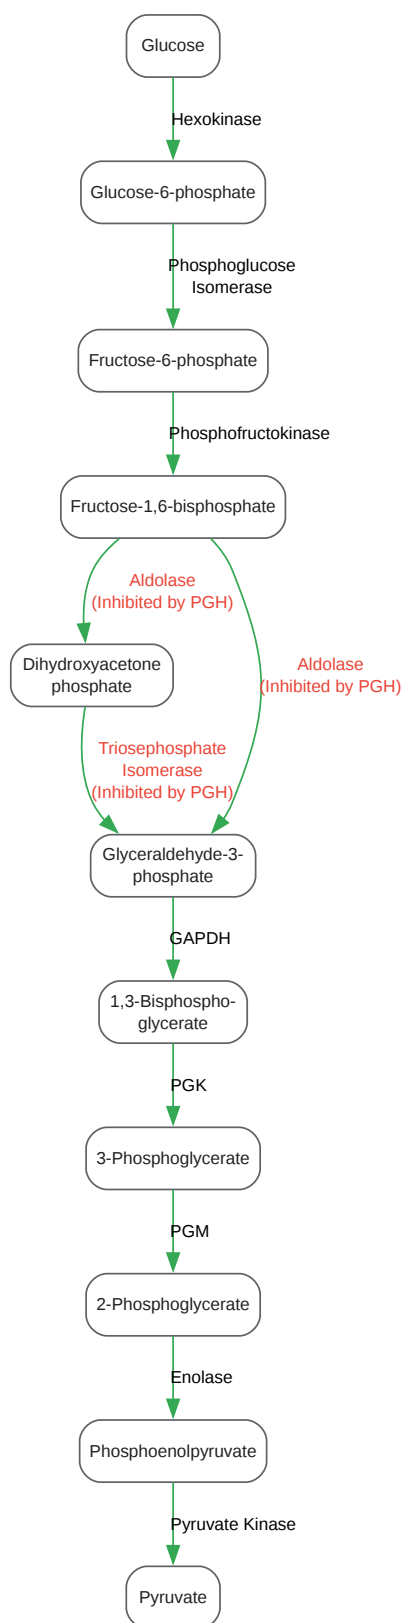 Glucose
Hexokinase
Glucose-6-phosphate
Phosphoglucose
Isomerase
Fructose-6-phosphate
Phosphofructokinase
Fructose-1,6-bisphosphate
Aldolase
(Inhibited by PGH)
Aldolase
(Inhibited by PGH)
Dihydroxyacetone
phosphate
Triosephosphate
Isomerase
(Inhibited by PGH)
Glyceraldehyde-3-
phosphate
GAPDH
1,3-Bisphospho-
glycerate
PGK
3-Phosphoglycerate
PGM
2-Phosphoglycerate
Enolase
Phosphoenolpyruvate
Pyruvate Kinase
Pyruvate